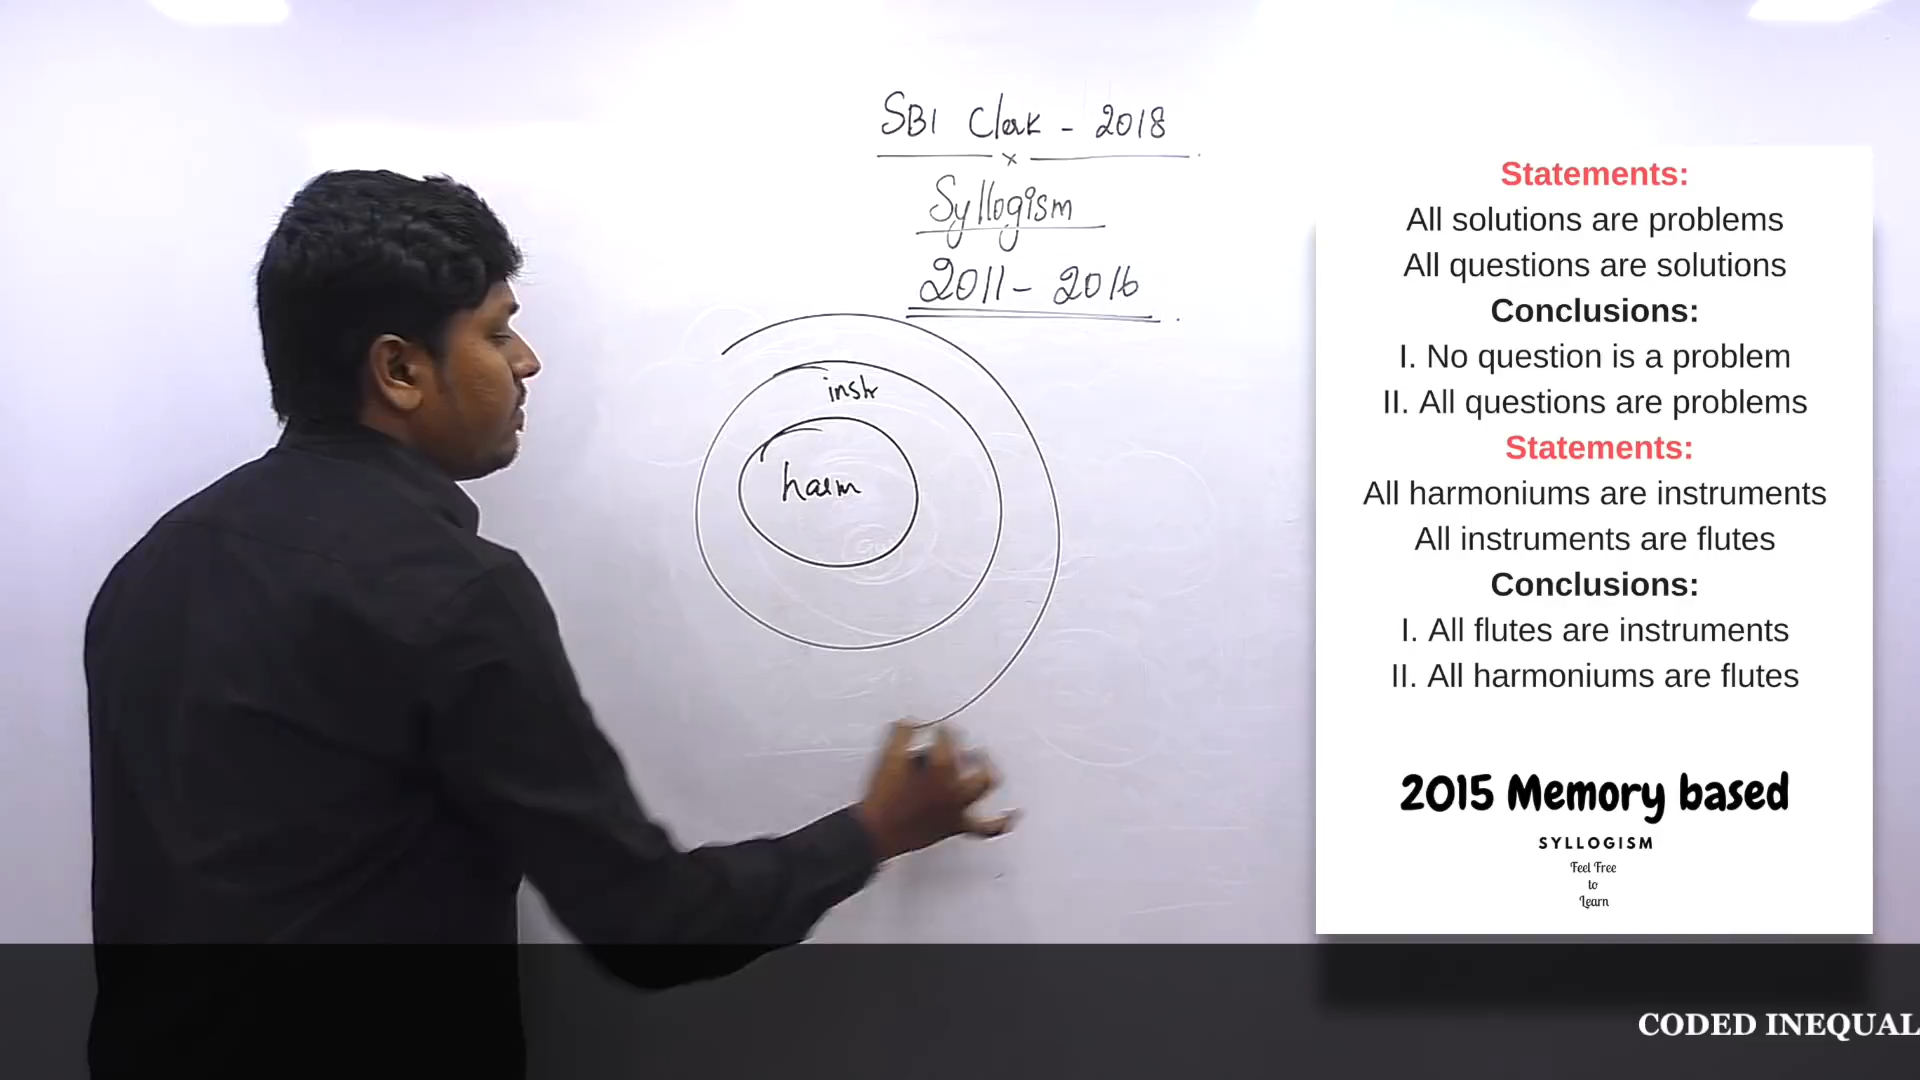 SBI Clerk - 2018
x
Syllogism
2011 - 2016
instr
harm
Statements:
All solutions are problems
All questions are solutions
Conclusions:
I. No question is a problem
II. All questions are problems
Statements:
All harmoniums are instruments
All instruments are flutes
Conclusions:
I. All flutes are instruments
II. All harmoniums are flutes
2015 Memory based
SYLLOGISM
Feel Free
to
Learn
CODED INEQUAL